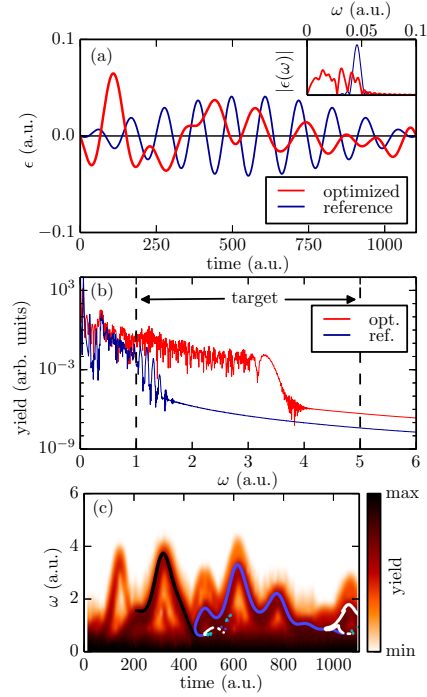 ω (a.u.)
0 0.05 0.1
|ϵ(ω)|
0.1
(a)
ϵ (a.u.)
0.0
optimized
reference
−0.1
0 250 500 750 1000
time (a.u.)
10³
(b)
target
opt.
ref.
yield (arb. units)
10⁻³
10⁻⁹
0 1 2 3 4 5 6
ω (a.u.)
6
(c)
max
4
ω (a.u.)
yield
2
0
min
0 200 400 600 800 1000
time (a.u.)